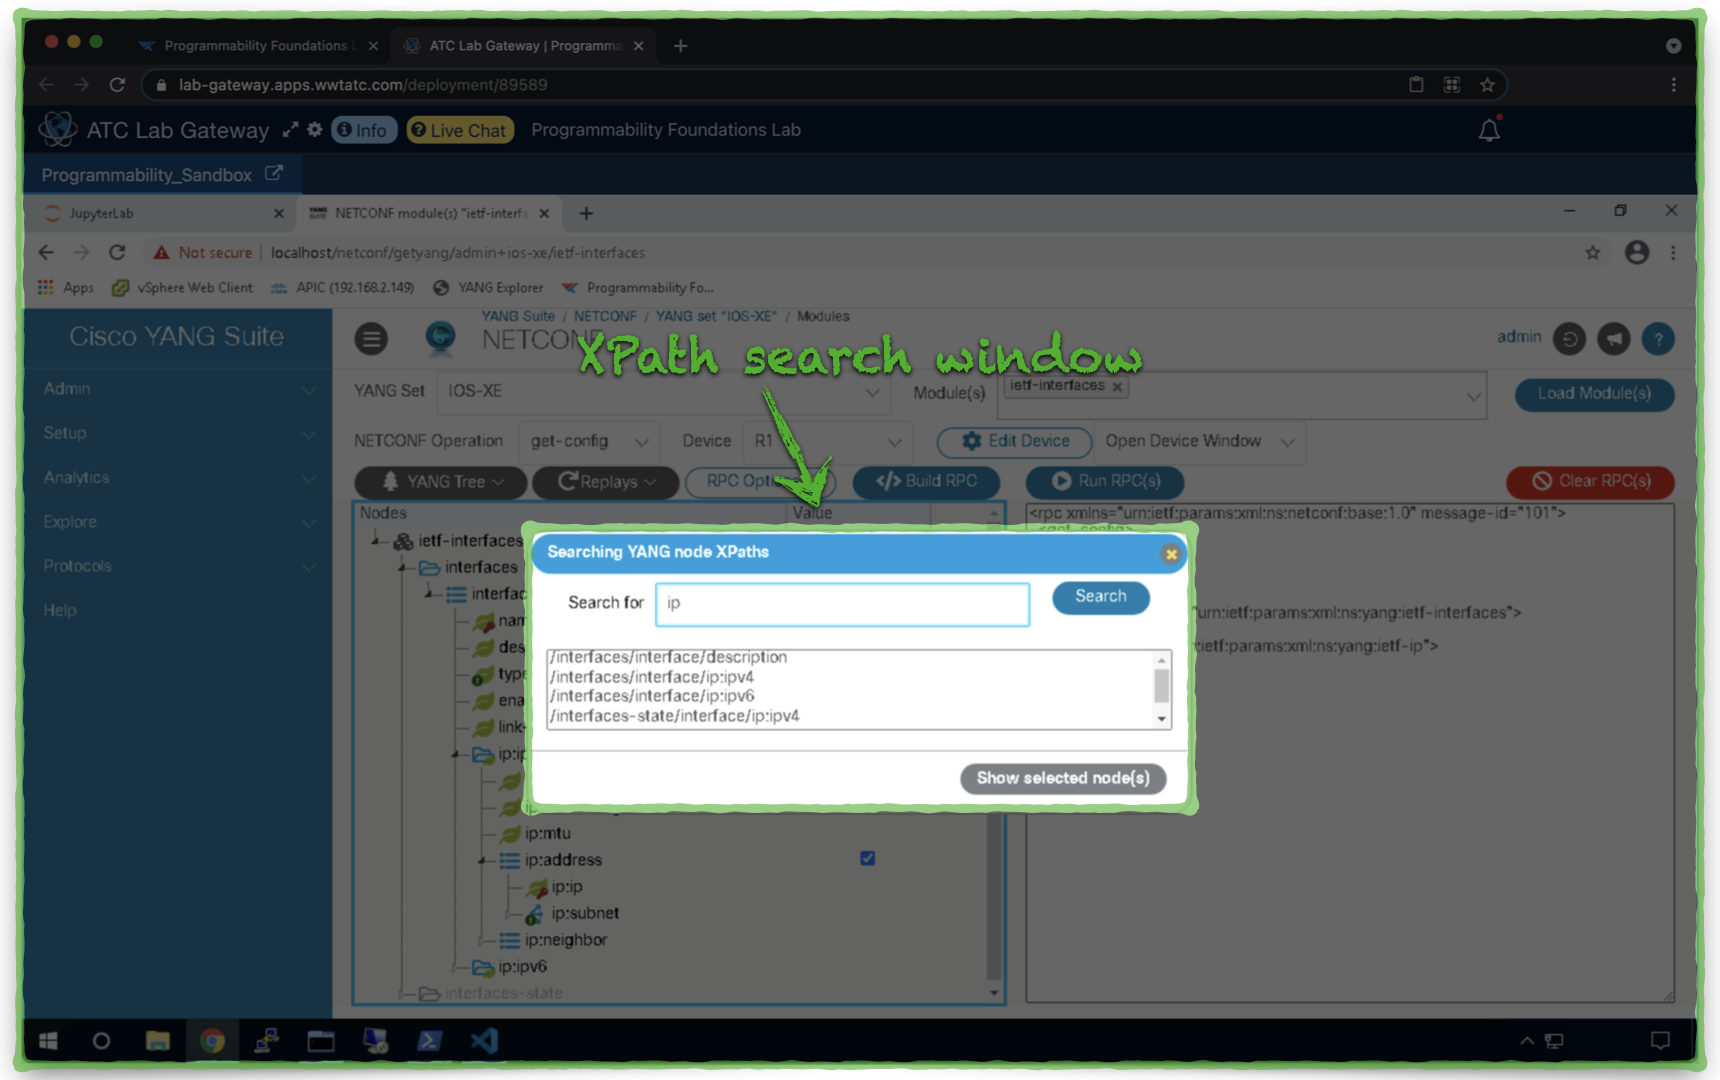 Programmability Foundations L
ATC Lab Gateway | Programma
lab-gateway.apps.wwtatc.com/deployment/89589
ATC Lab Gateway
Info
Live Chat
Programmability Foundations Lab
Programmability_Sandbox
JupyterLab
NETCONF module(s) "ietf-interfa
Not secure
localhost/netconf/getyang/admin+ios-xe/ietf-interfaces
Apps
vSphere Web Client
APIC (192.168.2.149)
YANG Explorer
Programmability Fo...
Cisco YANG Suite
Admin
Setup
Analytics
Explore
Protocols
Help
YANG Suite / NETCONF / YANG set "IOS-XE" / Modules
NETCONF
admin
XPath search window
YANG Set
IOS-XE
Module(s)
ietf-interfaces
Load Module(s)
NETCONF Operation
get-config
Device
R1
Edit Device
Open Device Window
YANG Tree
Replays
RPC Opti
Build RPC
Run RPC(s)
Clear RPC(s)
Nodes
Value
ietf-interfaces
interfaces
interfac
nam
des
type
ena
link-
ip:ip
ip:mtu
ip:address
ip:ip
ip:subnet
ip:neighbor
ip:ipv6
interfaces-state
<rpc xmlns="urn:ietf:params:xml:ns:netconf:base:1.0" message-id="101">
<get-config>
"urn:ietf:params:xml:ns:yang:ietf-interfaces">
:ietf:params:xml:ns:yang:ietf-ip">
Searching YANG node XPaths
Search for
ip
Search
/interfaces/interface/description
/interfaces/interface/ip:ipv4
/interfaces/interface/ip:ipv6
/interfaces-state/interface/ip:ipv4
Show selected node(s)